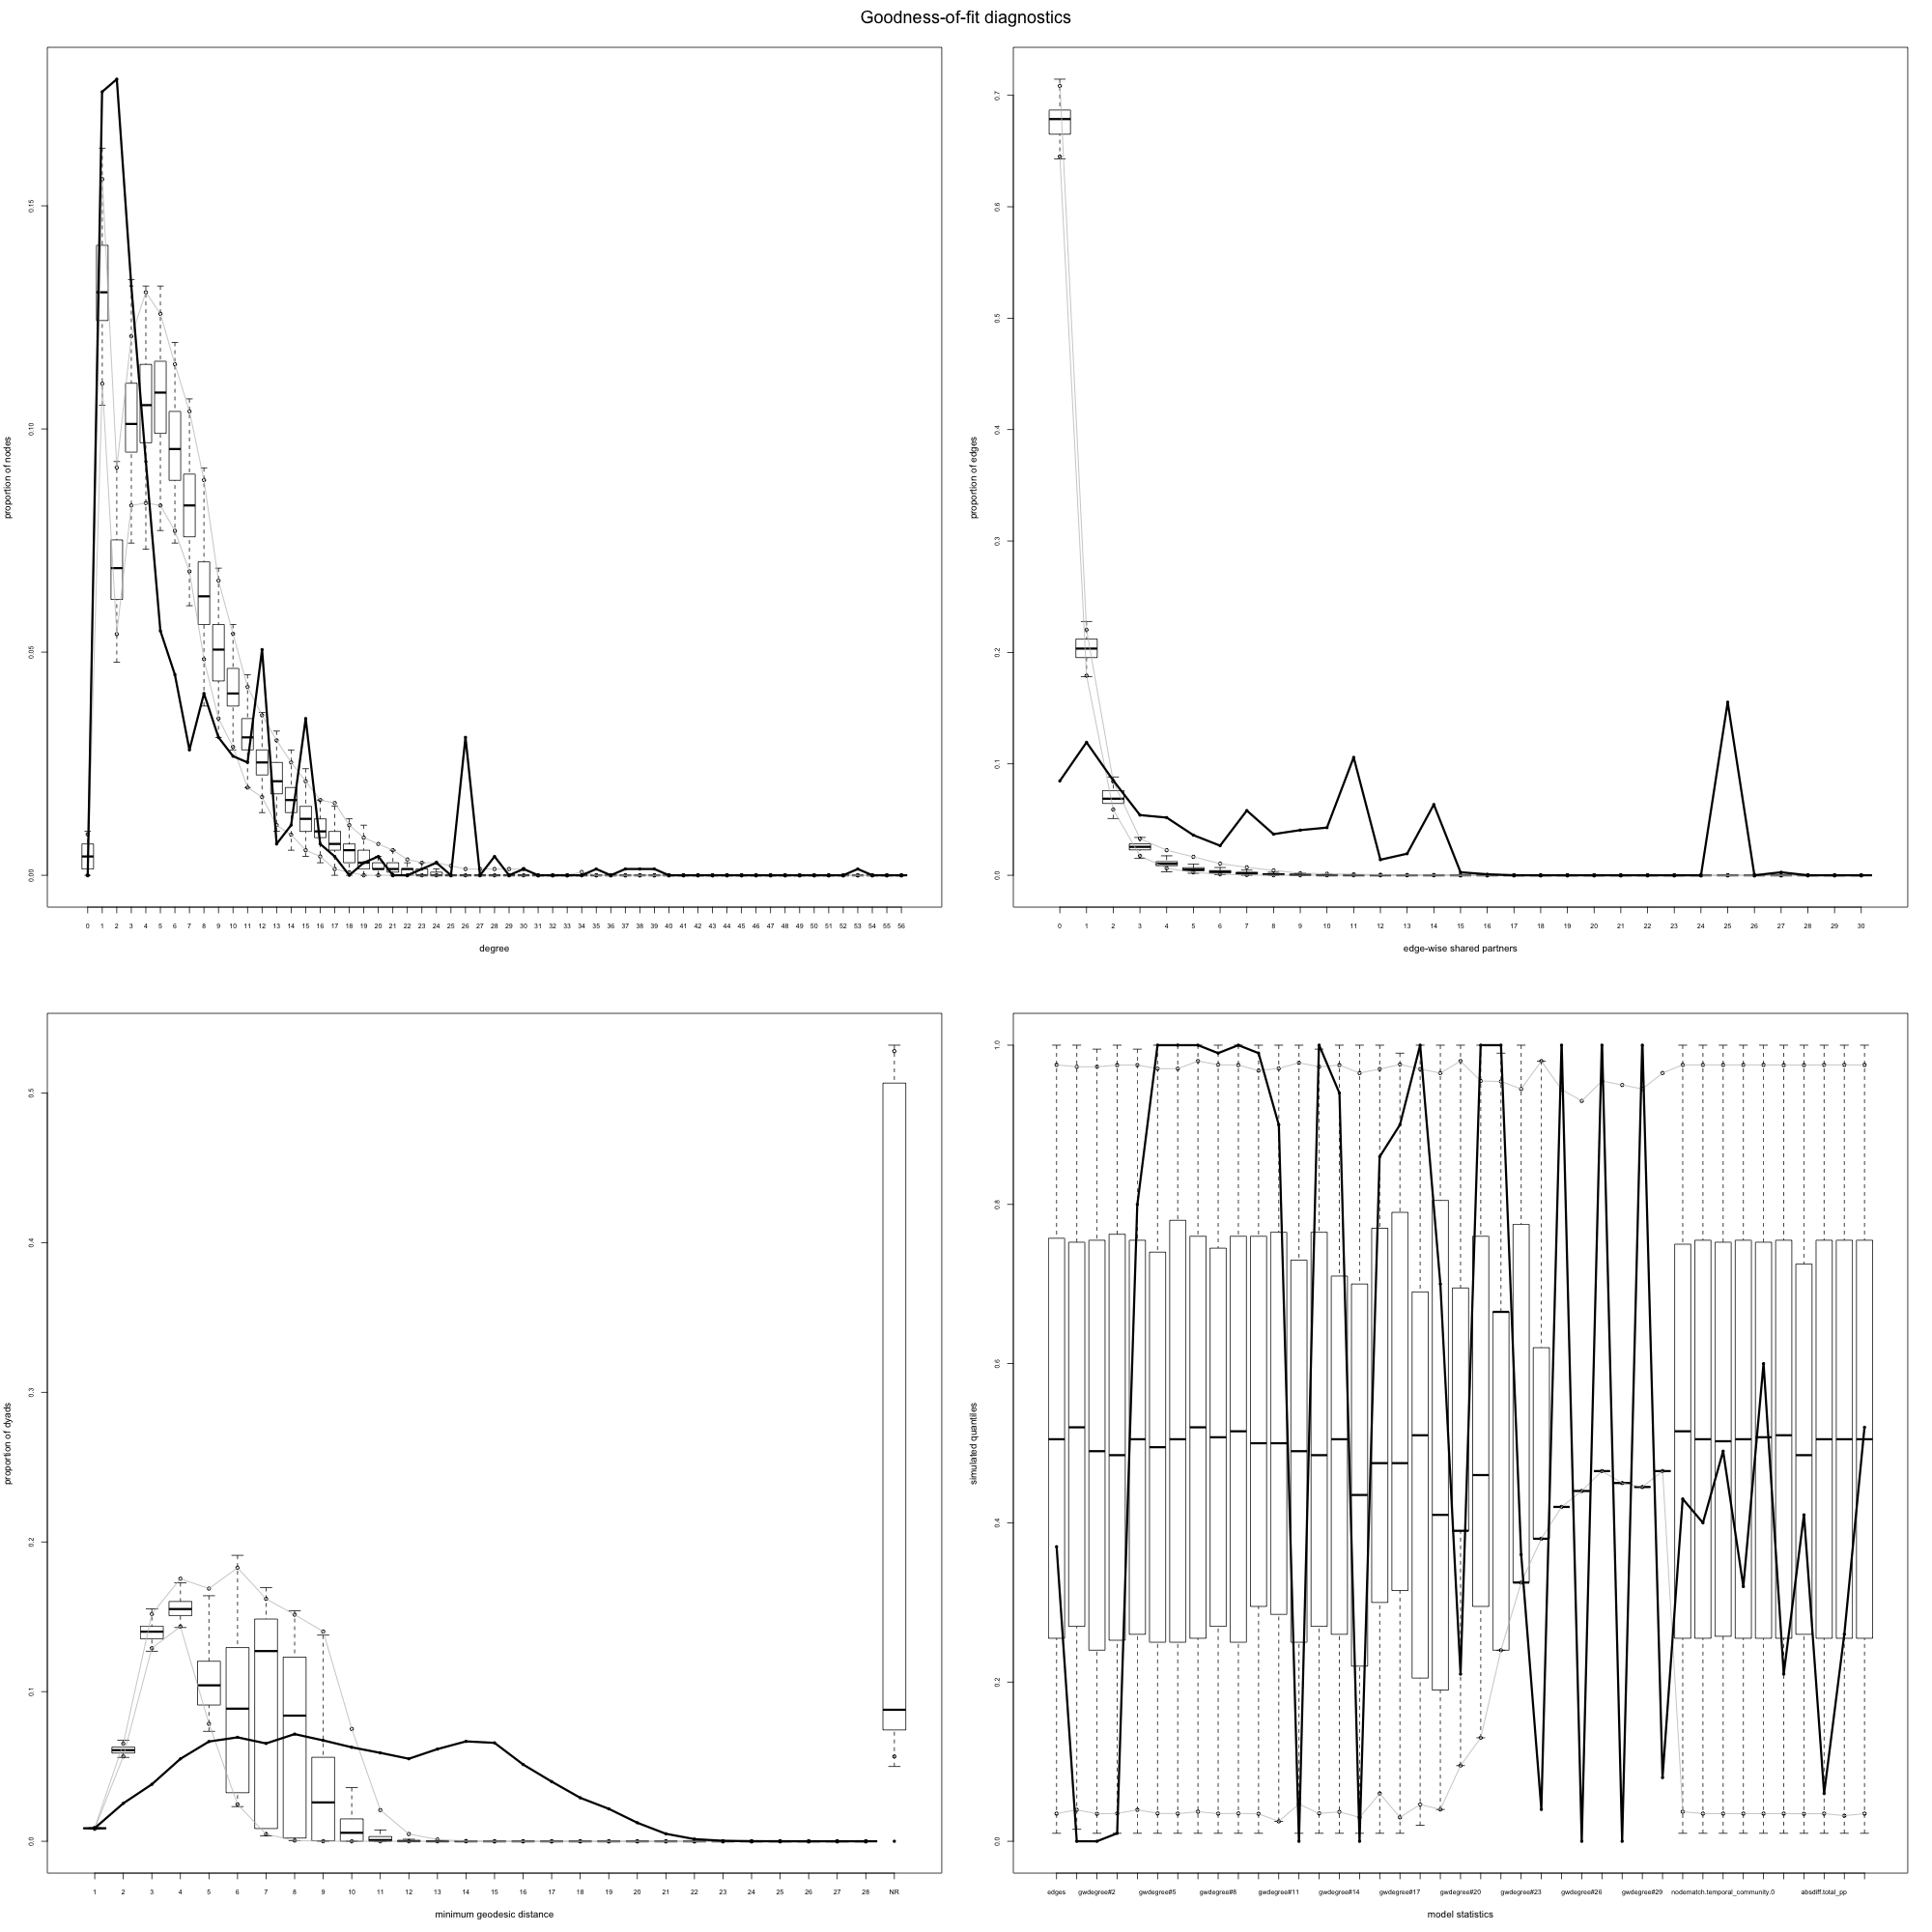 Goodness-of-fit diagnostics
proportion of nodes
0.00 0.05 0.10 0.15
0 1 2 3 4 5 6 7 8 9 10 11 12 13 14 15 16 17 18 19 20 21 22 23 24 25 26 27 28 29 30 31 32 33 34 35 36 37 38 39 40 41 42 43 44 45 46 47 48 49 50 51 52 53 54 55 56
degree
proportion of edges
0.0 0.1 0.2 0.3 0.4 0.5 0.6 0.7
0 1 2 3 4 5 6 7 8 9 10 11 12 13 14 15 16 17 18 19 20 21 22 23 24 25 26 27 28 29 30
edge-wise shared partners
proportion of dyads
0.0 0.1 0.2 0.3 0.4 0.5
1 2 3 4 5 6 7 8 9 10 11 12 13 14 15 16 17 18 19 20 21 22 23 24 25 26 27 28 NR
minimum geodesic distance
simulated quantiles
0.0 0.2 0.4 0.6 0.8 1.0
edges gwdegree#2 gwdegree#5 gwdegree#8 gwdegree#11 gwdegree#14 gwdegree#17 gwdegree#20 gwdegree#23 gwdegree#26 gwdegree#29 nodematch.temporal_community.0 absdiff.total_pp
model statistics